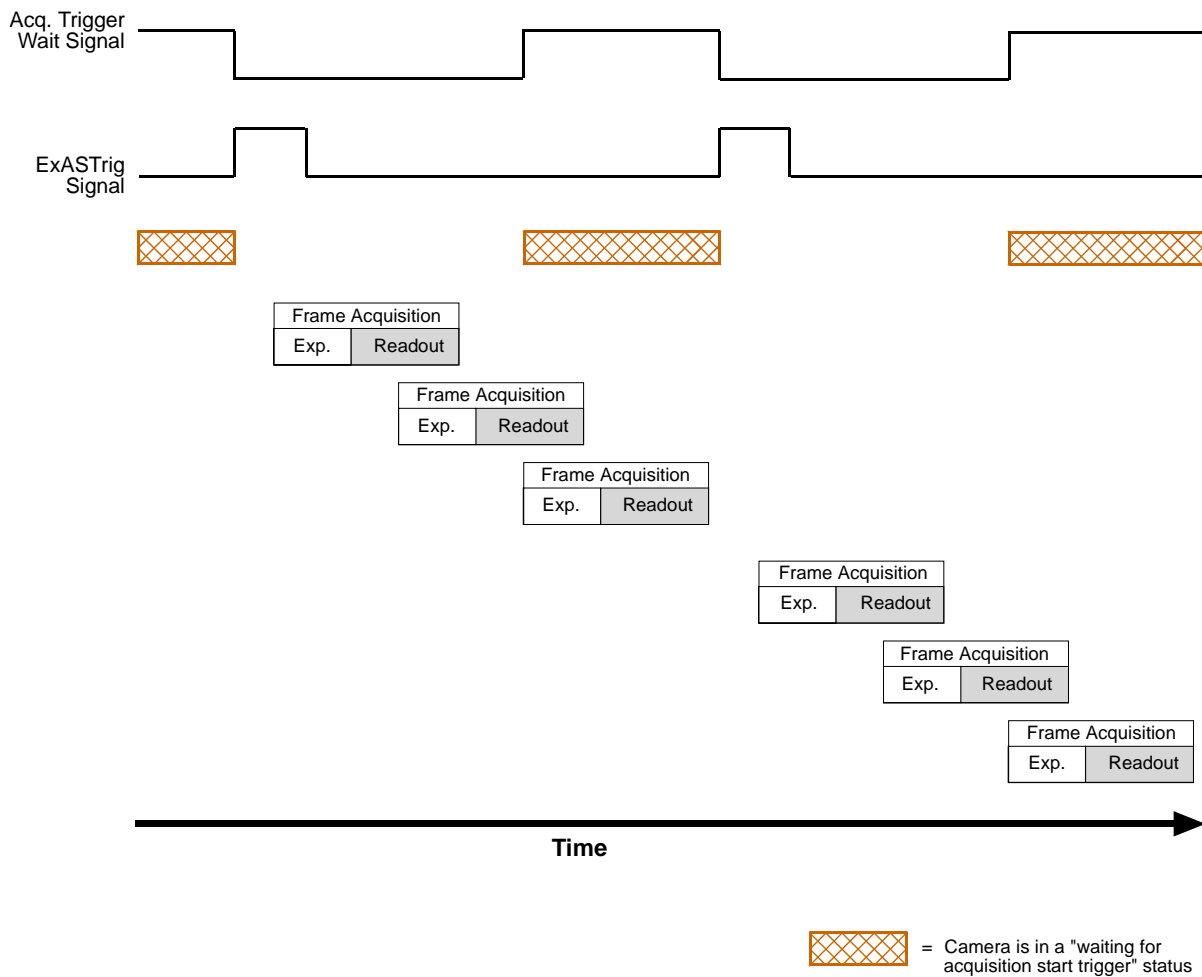 Acq. Trigger
Wait Signal
ExASTrig
Signal
Frame Acquisition
Exp. Readout
Frame Acquisition
Exp. Readout
Frame Acquisition
Exp. Readout
Frame Acquisition
Exp. Readout
Frame Acquisition
Exp. Readout
Frame Acquisition
Exp. Readout
Time
= Camera is in a "waiting for
acquisition start trigger" status